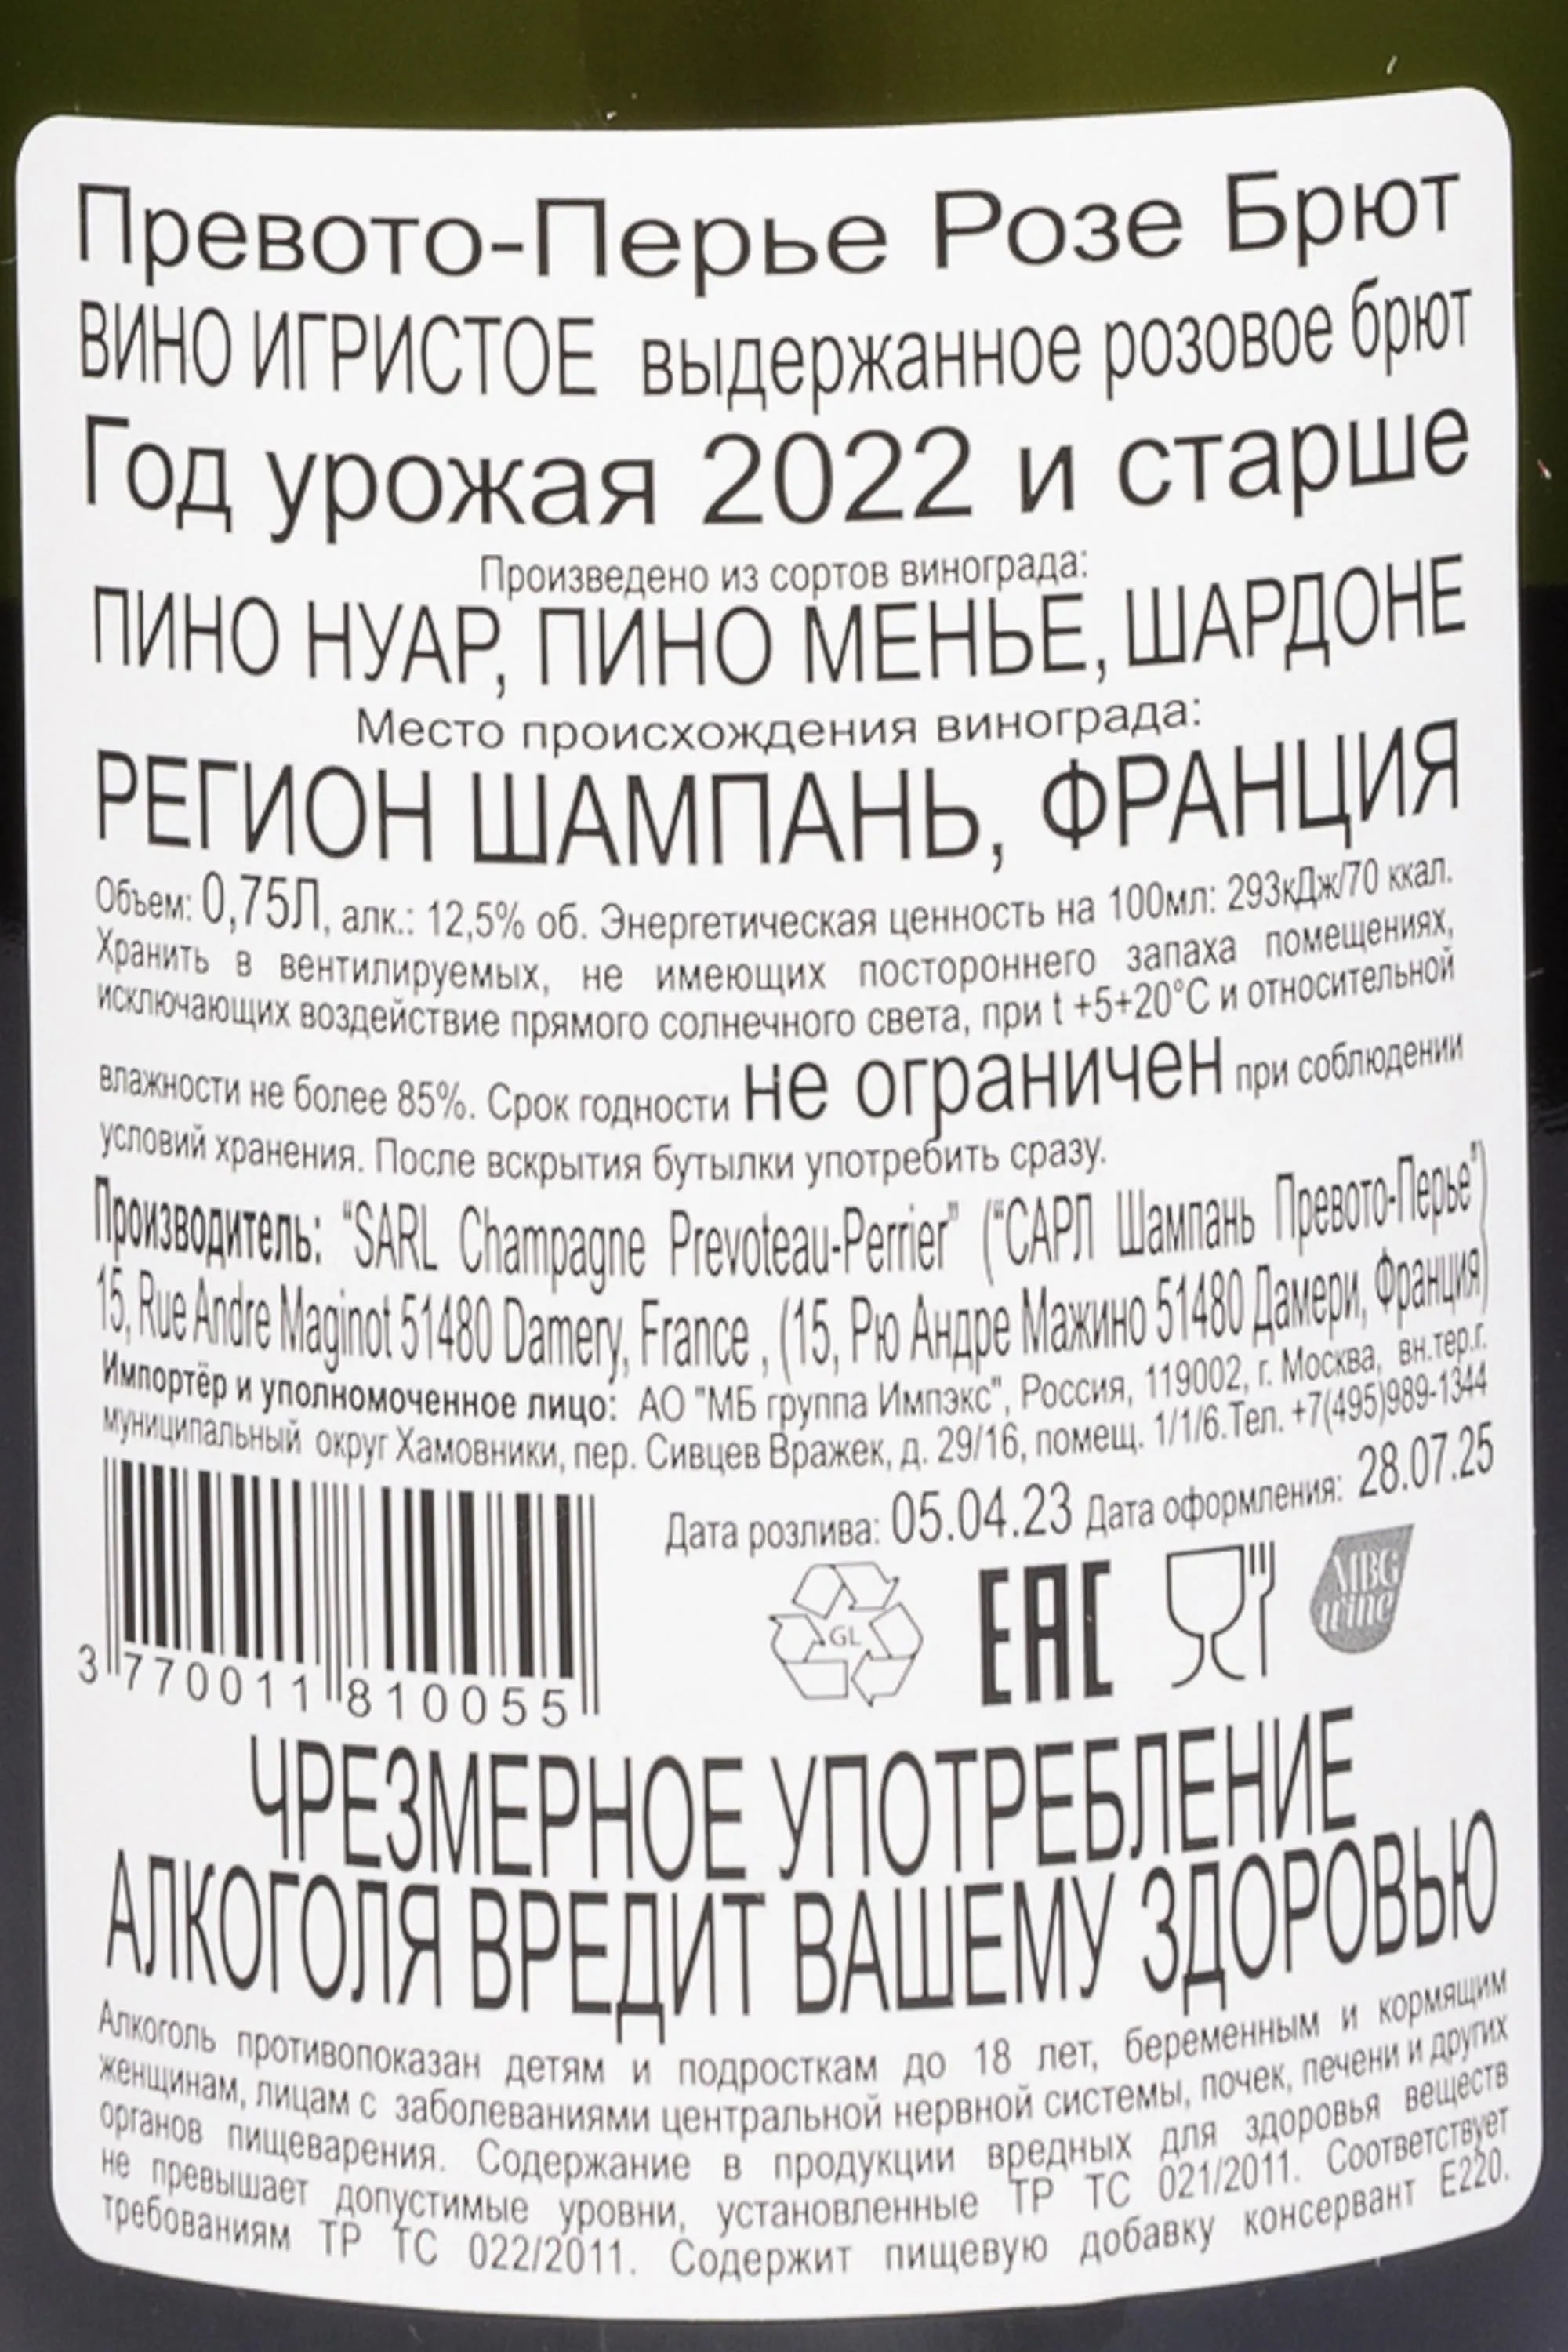 Превото-Перье Розе Брют
ВИНО ИГРИСТОЕ выдержанное розовое брют
Год урожая 2022 и старше
Произведено из сортов винограда:
ПИНО НУАР, ПИНО МЕНЬЕ, ШАРДОНЕ
Место происхождения винограда:
РЕГИОН ШАМПАНЬ, ФРАНЦИЯ
Объем: 0,75Л, алк.: 12,5% об. Энергетическая ценность на 100мл: 293кДж/70 ккал.
Хранить в вентилируемых, не имеющих постороннего запаха помещениях,
исключающих воздействие прямого солнечного света, при t +5+20°C и относительной
влажности не более 85%. Срок годности не ограничен при соблюдении
условий хранения. После вскрытия бутылки употребить сразу.
Производитель: “SARL Champagne Prevoteau-Perrier” (“САРЛ Шампань Превото-Перье”)
15, Rue Andre Maginot 51480 Damery, France , (15, Рю Андре Мажино 51480 Дамери, Франция)
Импортёр и уполномоченное лицо: АО "МБ группа Импэкс", Россия, 119002, г. Москва, вн.тер.г.
муниципальный округ Хамовники, пер. Сивцев Вражек, д. 29/16, помещ. 1/1/6.Тел. +7(495)989-1344
Дата розлива: 05.04.23 Дата оформления: 28.07.25
GL EAC MBG wine
3 770011 810055
ЧРЕЗМЕРНОЕ УПОТРЕБЛЕНИЕ
АЛКОГОЛЯ ВРЕДИТ ВАШЕМУ ЗДОРОВЬЮ
Алкоголь противопоказан детям и подросткам до 18 лет, беременным и кормящим
женщинам, лицам с заболеваниями центральной нервной системы, почек, печени и других
органов пищеварения. Содержание в продукции вредных для здоровья веществ
не превышает допустимые уровни, установленные ТР ТС 021/2011. Соответствует
требованиям ТР ТС 022/2011. Содержит пищевую добавку консервант Е220.